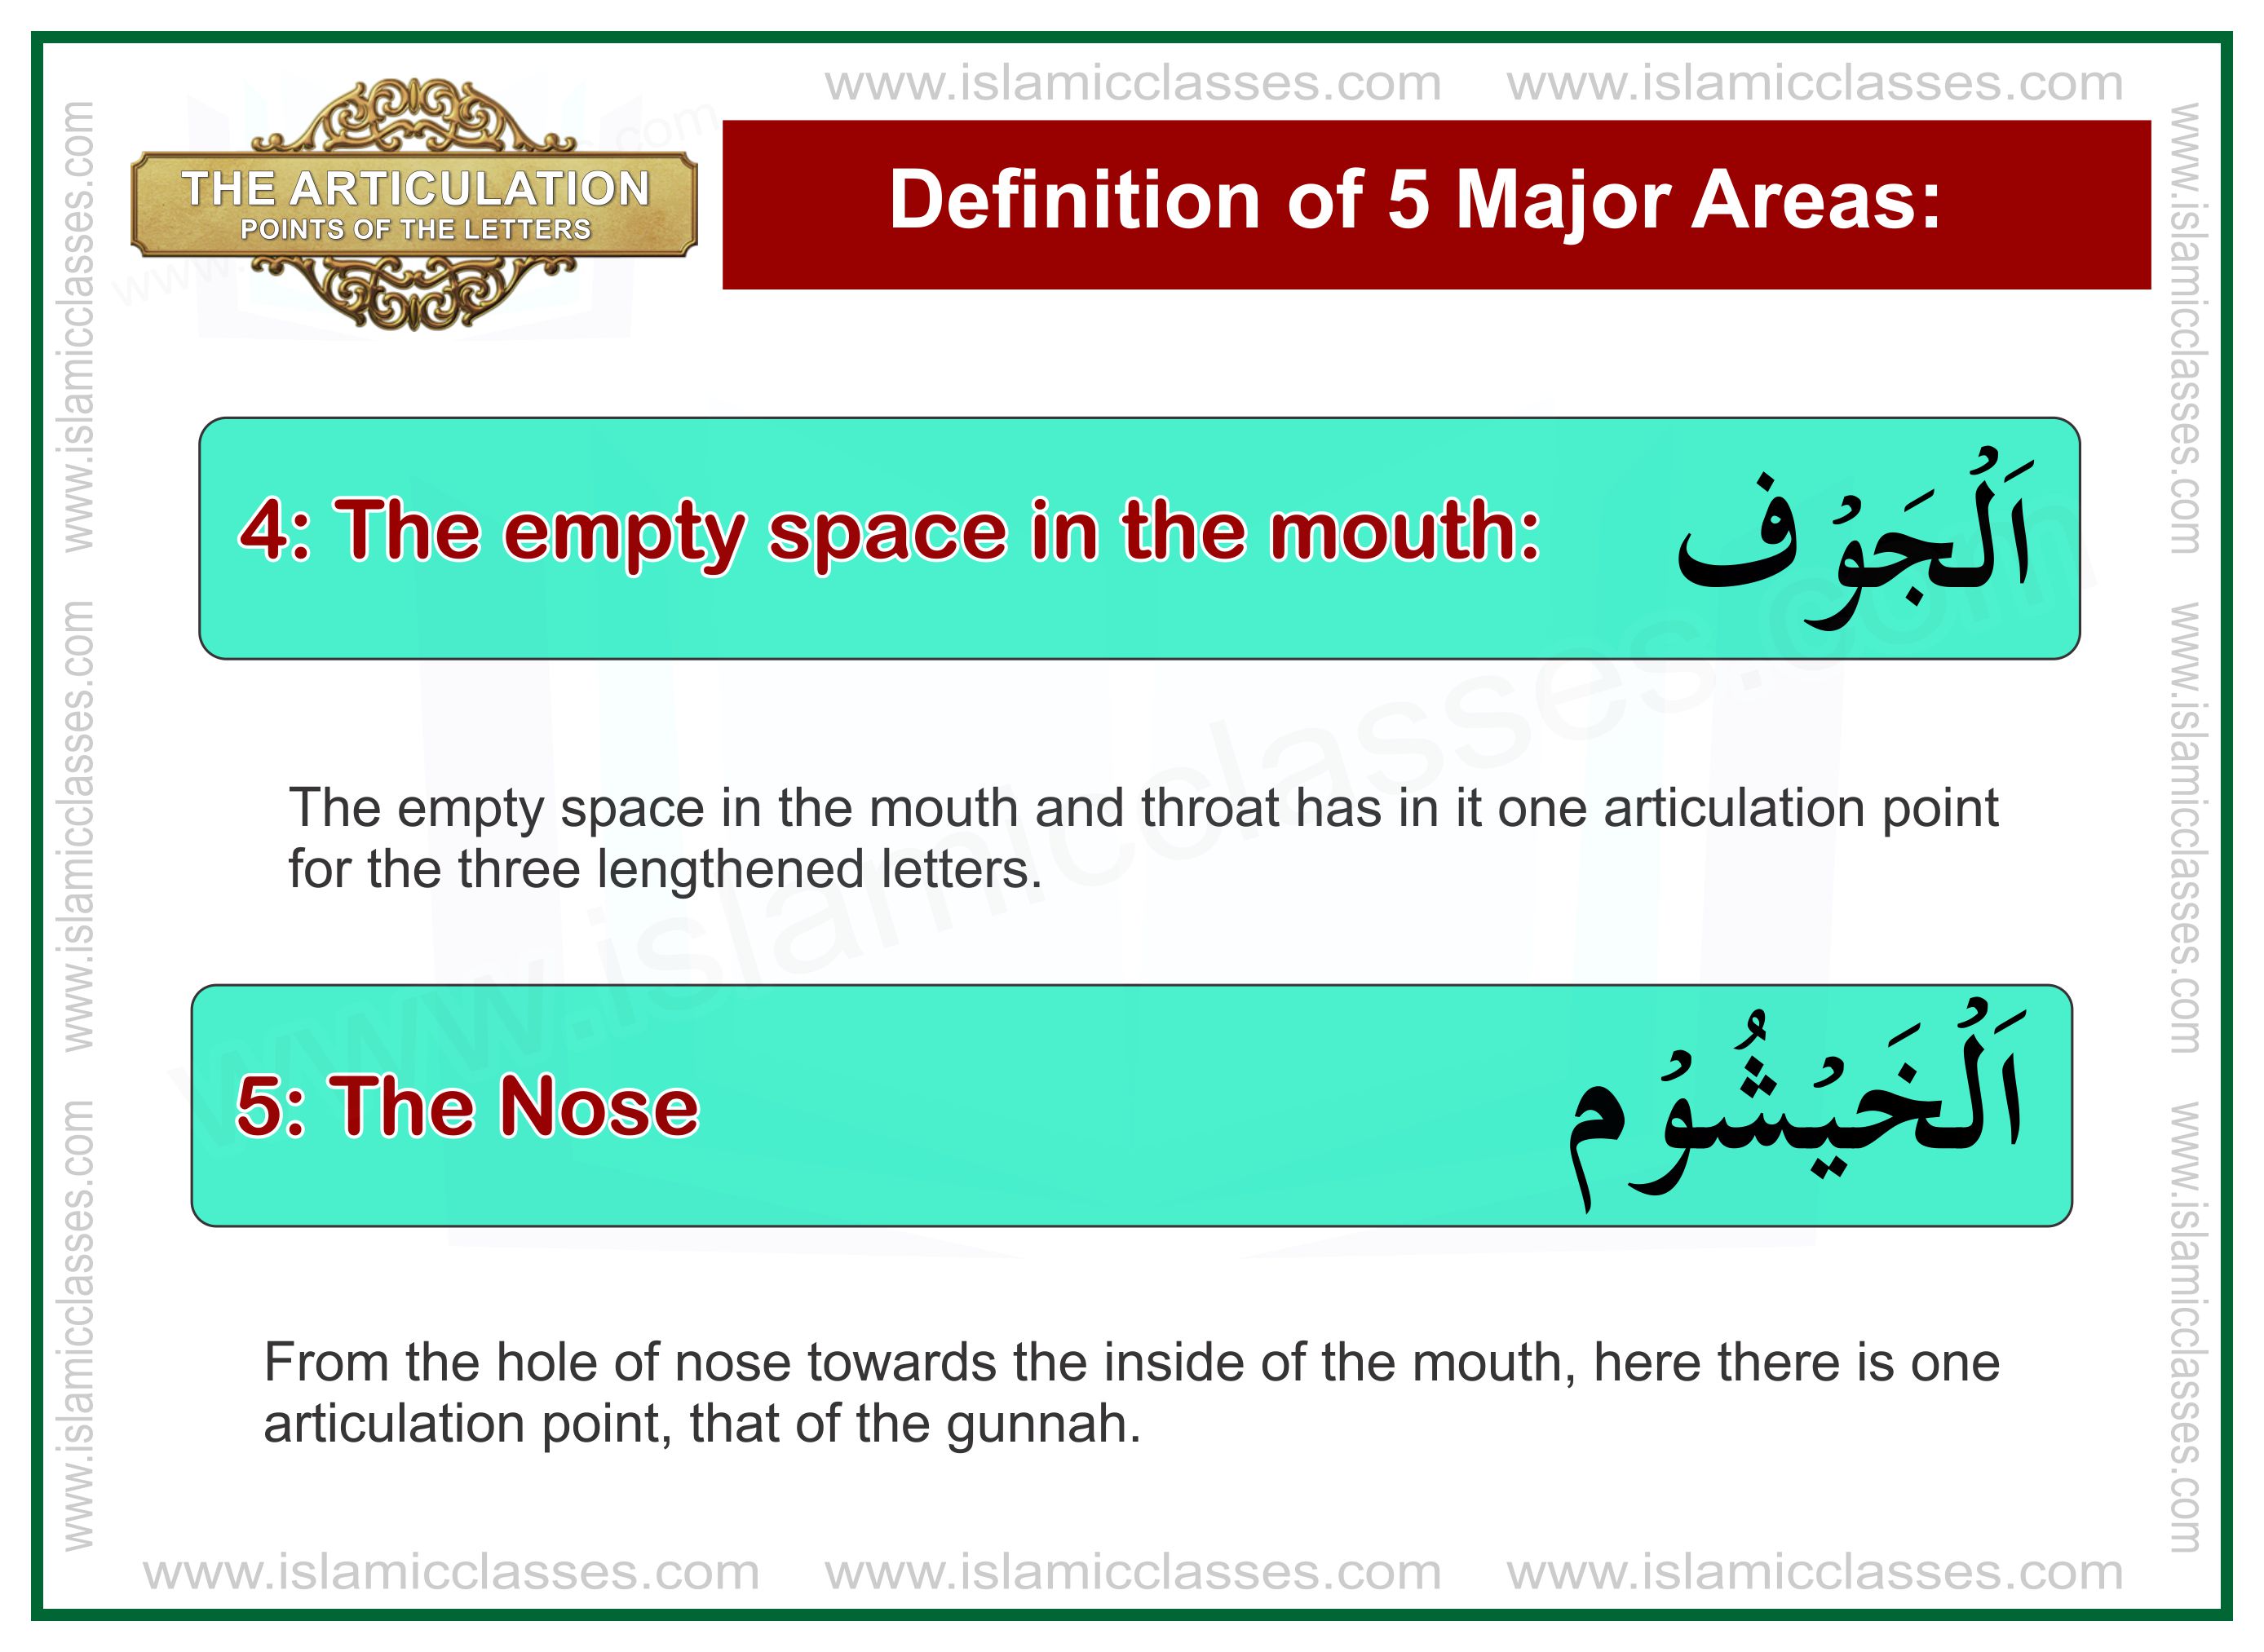 www.islamicclasses.com www.islamicclasses.com
THE ARTICULATION
POINTS OF THE LETTERS
Definition of 5 Major Areas:
4: The empty space in the mouth: اَلْجَوْف
The empty space in the mouth and throat has in it one articulation point
for the three lengthened letters.
5: The Nose اَلْخَيْشُوْم
From the hole of nose towards the inside of the mouth, here there is one
articulation point, that of the gunnah.
www.islamicclasses.com www.islamicclasses.com www.islamicclasses.com
www.islamicclasses.com www.islamicclasses.com www.islamicclasses.com
www.islamicclasses.com www.islamicclasses.com www.islamicclasses.com
www.islamicclasses.com